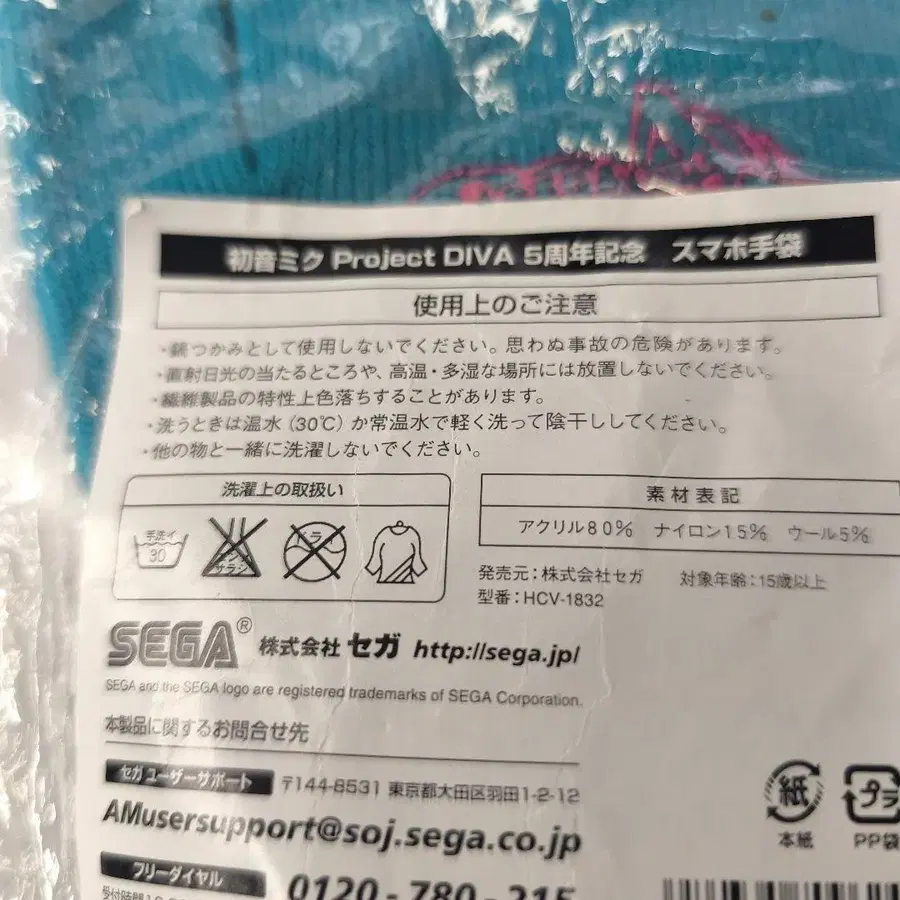 初音ミク Project DIVA 5周年記念 スマホ手袋
使用上のご注意
・鍋つかみとして使用しないでください。思わぬ事故の危険があります。
・直射日光の当たるところや、高温・多湿な場所には放置しないでください。
・繊維製品の特性上色落ちすることがあります。
・洗うときは温水（30℃）か常温水で軽く洗って陰干ししてください。
・他の物と一緒に洗濯しないでください。
洗濯上の取扱い
手洗イ
30
サラシ
ドライ
素材表記
アクリル80％ ナイロン15％ ウール5％
発売元：株式会社セガ 対象年齢：15歳以上
型番：HCV-1832
SEGA® 株式会社セガ http://sega.jp/
SEGA and the SEGA logo are registered trademarks of SEGA Corporation.
本製品に関するお問合せ先
セガ ユーザーサポート 〒144-8531 東京都大田区羽田1-2-12
AMusersupport@soj.sega.co.jp
フリーダイヤル 0120-780-215
受付時間
紙
本紙
プラ
PP袋